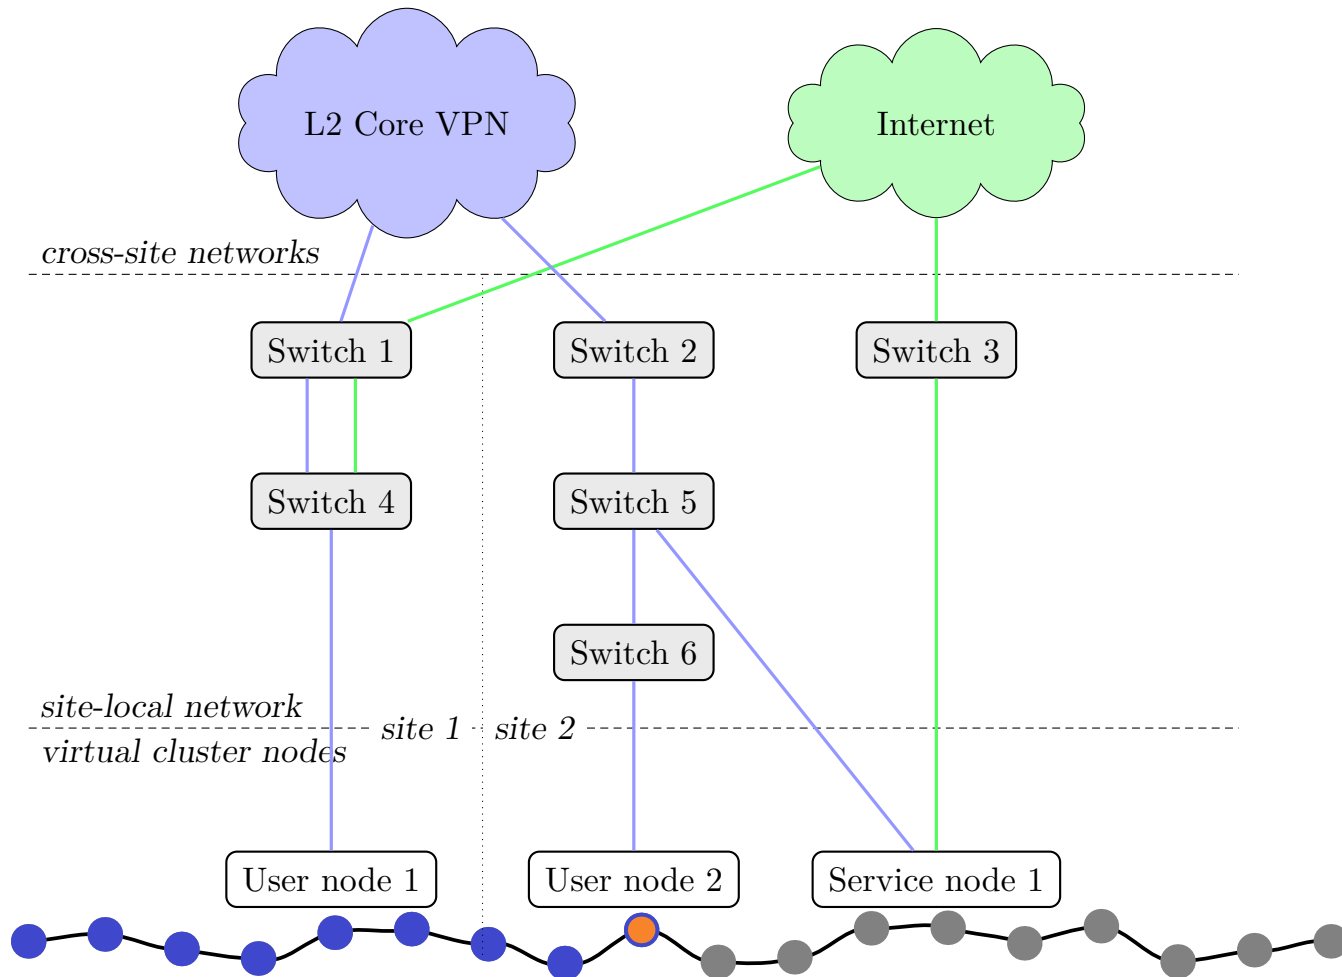 L2 Core VPN
Internet
cross-site networks
Switch 1
Switch 2
Switch 3
Switch 4
Switch 5
Switch 6
site-local network
site 1
site 2
virtual cluster nodes
User node 1
User node 2
Service node 1